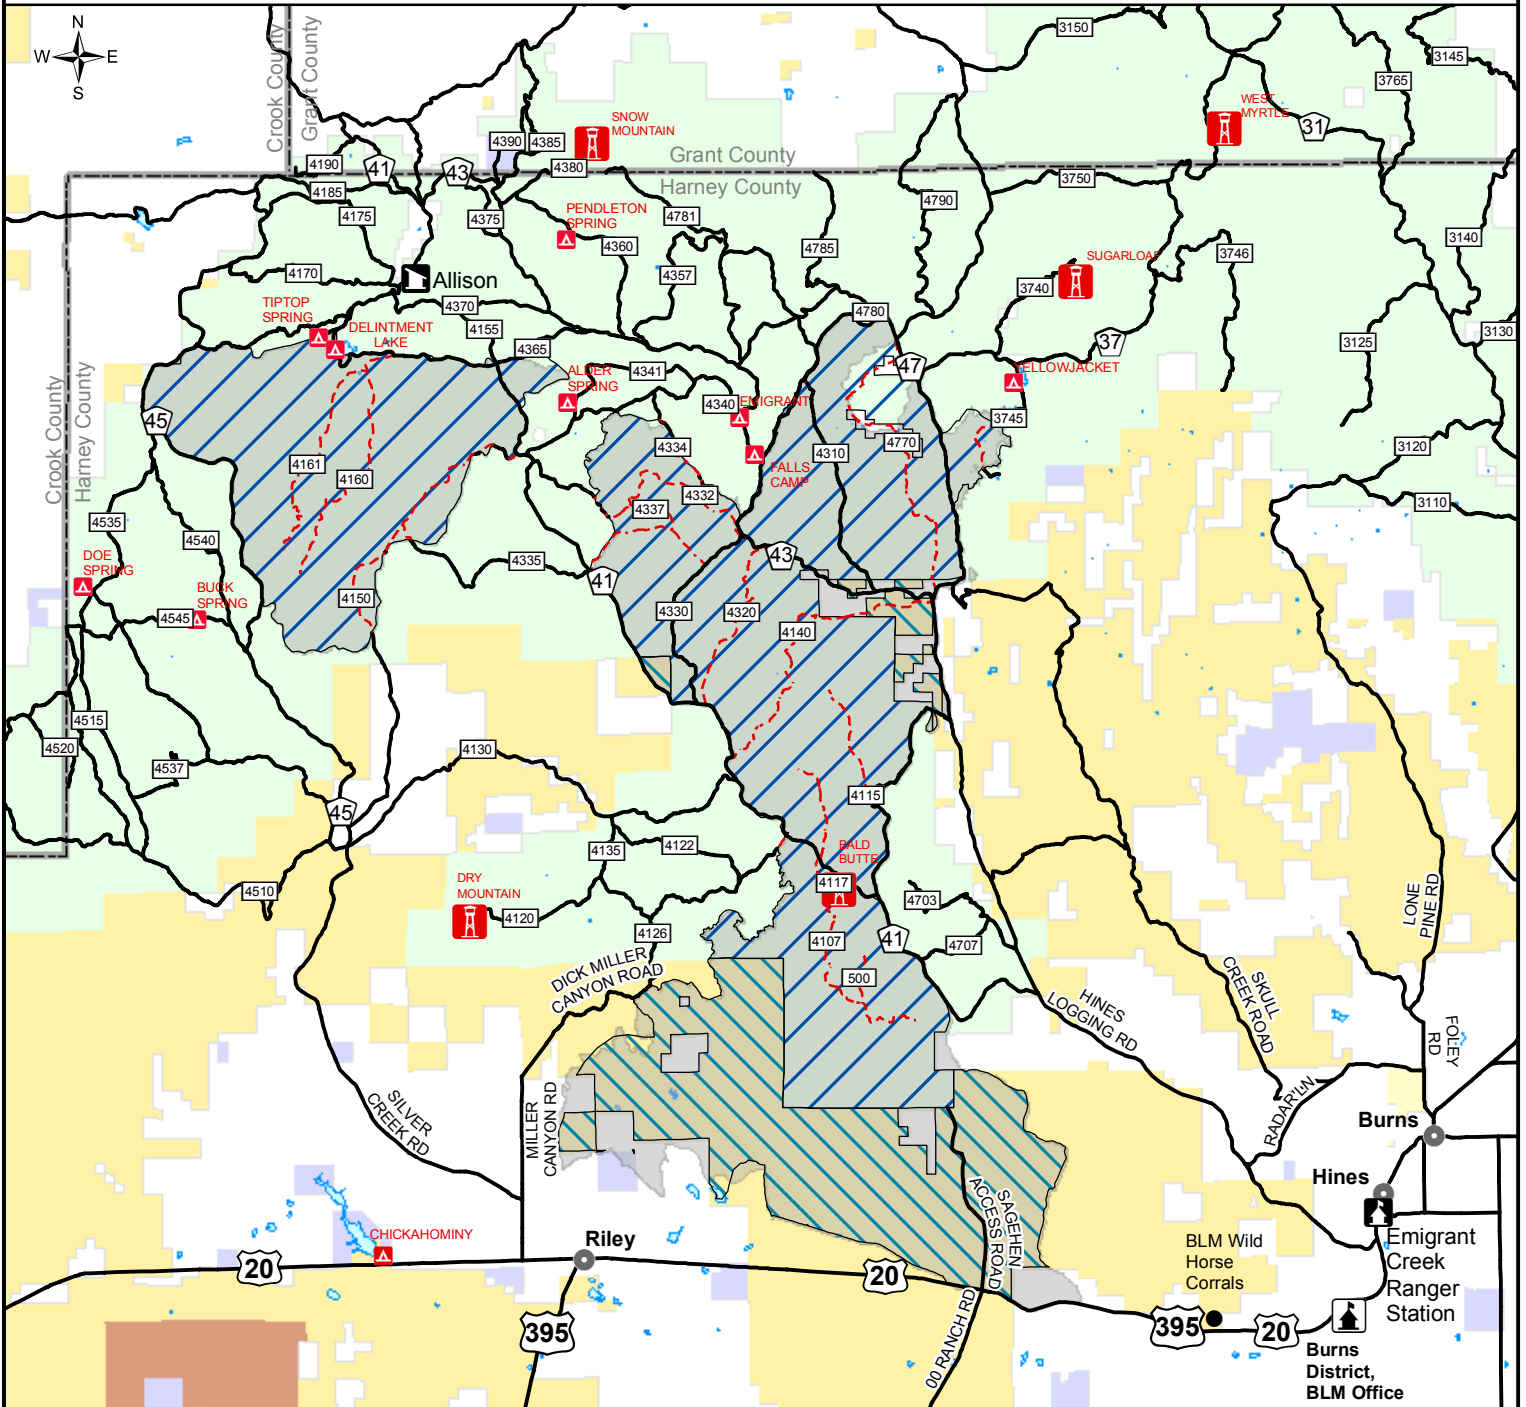 N
W
E
S
Crook County
Grant County
3150
3145
3765
WEST
MYRTLE
31
SNOW
MOUNTAIN
4390
4385
4380
4190
41
43
Grant County
Harney County
4185
4175
4375
3750
4790
PENDLETON
SPRING
4781
4360
4785
3746
3140
4170
Allison
4357
SUGARLOAF
3740
TIPTOP
SPRING
4370
4155
4780
DELINTMENT
LAKE
3130
3125
37
4365
47
ALDER
SPRING
4341
YELLOWJACKET
Crook County
Harney County
45
4340
EMIGRANT
3745
4334
4310
4770
3120
4161
4160
FALLS
CAMP
4332
3110
4337
4535
4540
43
DOE
SPRING
4335
41
BUCK
SPRING
4545
4150
4330
4320
4140
4515
4520
4130
4537
45
4115
4135
4122
BALD
BUTTE
DRY
MOUNTAIN
4117
4510
4120
4703
LONE
PINE RD
4126
4107
41
4707
DICK MILLER
CANYON ROAD
500
SKULL
CREEK ROAD
HINES
LOGGING RD
FOLEY
RD
SILVER
CREEK RD
MILLER
CANYON RD
RADAR LN
Burns
Hines
SAGEHEN
ACCESS ROAD
CHICKAHOMINY
Riley
BLM Wild
Horse
Corrals
Emigrant
Creek
Ranger
Station
20
20
00 RANCH RD
395
395
20
Burns
District,
BLM Office